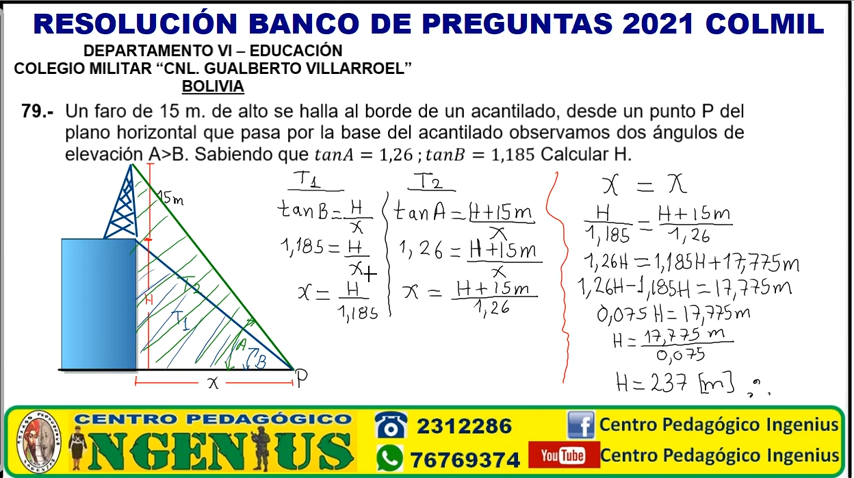 RESOLUCIÓN BANCO DE PREGUNTAS 2021 COLMIL
DEPARTAMENTO VI – EDUCACIÓN
COLEGIO MILITAR “CNL. GUALBERTO VILLARROEL”
BOLIVIA
79.- Un faro de 15 m. de alto se halla al borde de un acantilado, desde un punto P del
plano horizontal que pasa por la base del acantilado observamos dos ángulos de
elevación A>B. Sabiendo que tanA = 1,26 ; tanB = 1,185 Calcular H.
15m
H
T2
T1
A
B
P
x
T1
tanB = H/x
1,185 = H/x
x = H/1,185
T2
tanA = H+15m/x
1,26 = H+15m/x
x = H+15m/1,26
x = x
H/1,185 = H+15m/1,26
1,26H = 1,185H+17,775m
1,26H-1,185H = 17,775m
0,075H = 17,775m
H = 17,775 m/0,075
H = 237 [m]
CENTRO PEDAGÓGICO
INGENIUS
2312286
76769374
f Centro Pedagógico Ingenius
YouTube Centro Pedagógico Ingenius